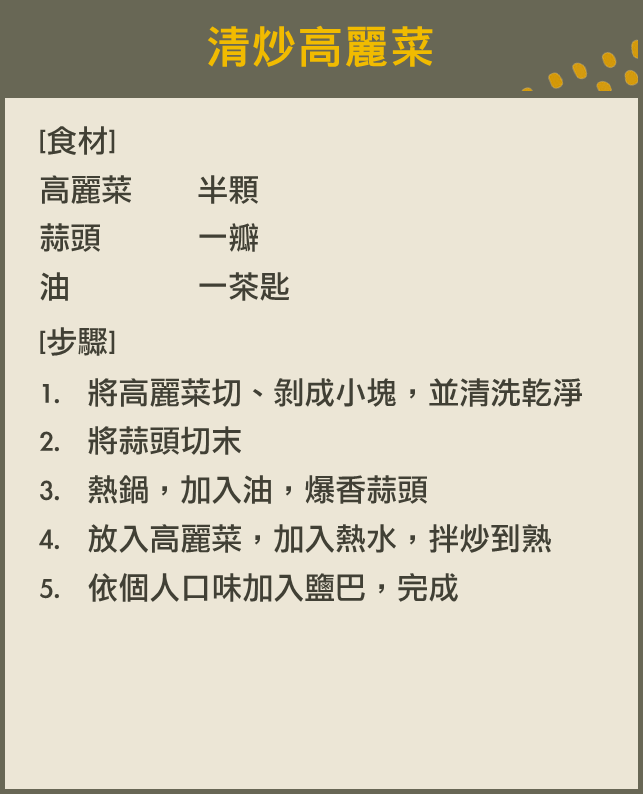 清炒高麗菜
[食材]
高麗菜 半顆
蒜頭 一瓣
油 一茶匙
[步驟]
1. 將高麗菜切、剝成小塊，並清洗乾淨
2. 將蒜頭切末
3. 熱鍋，加入油，爆香蒜頭
4. 放入高麗菜，加入熱水，拌炒到熟
5. 依個人口味加入鹽巴，完成